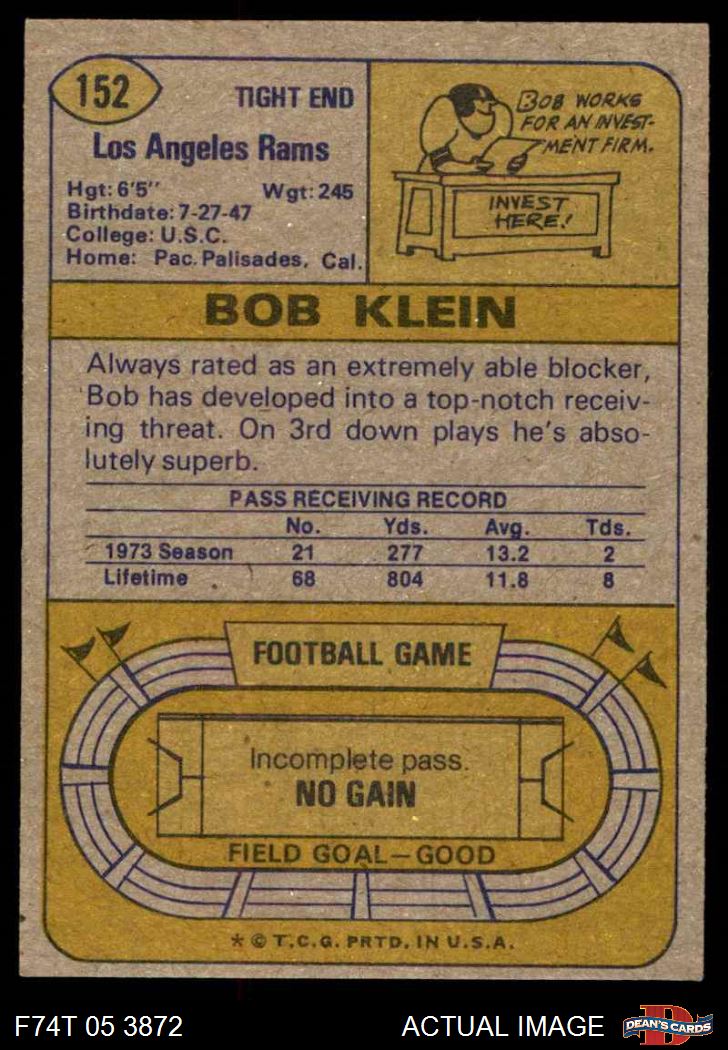 152
TIGHT END
Los Angeles Rams
Hgt: 6'5" Wgt: 245
Birthdate: 7-27-47
College: U.S.C.
Home: Pac. Palisades, Cal.
BOB WORKS
FOR AN INVEST-
MENT FIRM.
INVEST
HERE!
BOB KLEIN
Always rated as an extremely able blocker,
Bob has developed into a top-notch receiv-
ing threat. On 3rd down plays he's abso-
lutely superb.
PASS RECEIVING RECORD
No. Yds. Avg. Tds.
1973 Season 21 277 13.2 2
Lifetime 68 804 11.8 8
FOOTBALL GAME
Incomplete pass.
NO GAIN
FIELD GOAL—GOOD
* © T.C.G. PRTD. IN U.S.A.
F74T 05 3872 ACTUAL IMAGE
DEAN'S CARDS